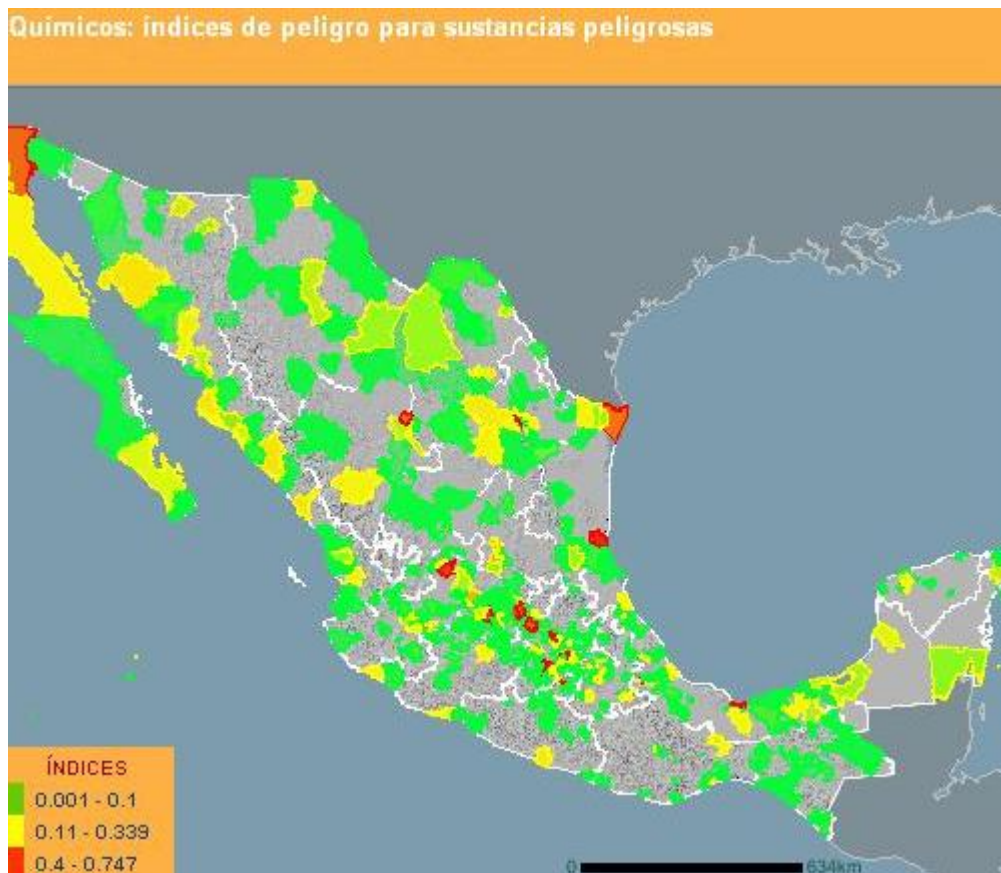 Químicos: índices de peligro para sustancias peligrosas
ÍNDICES
0.001 - 0.1
0.11 - 0.339
0.4 - 0.747
0 634km